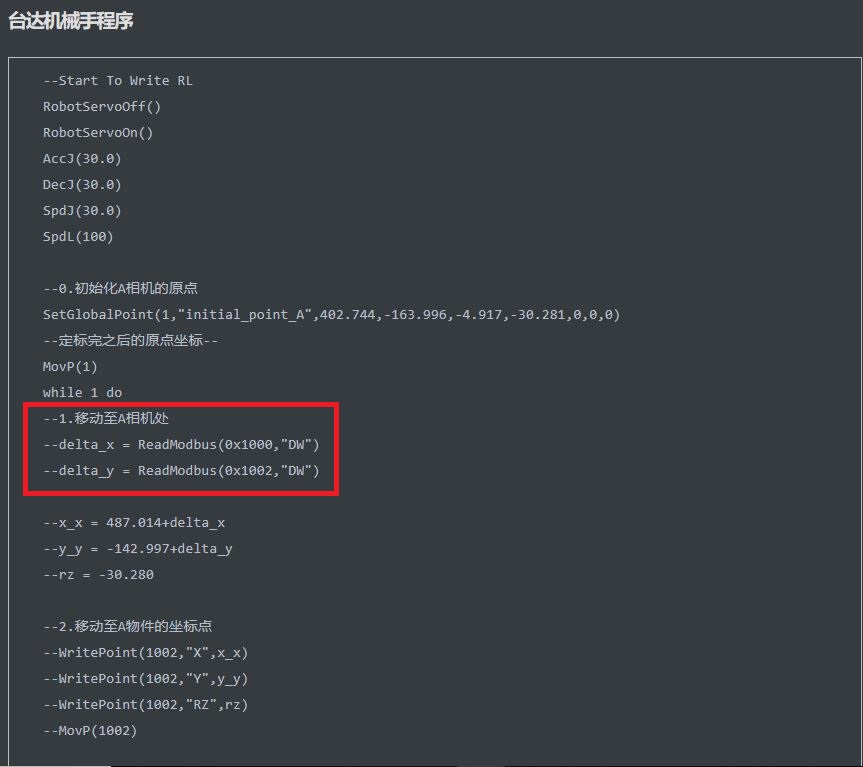 台达机械手程序
--Start To Write RL
RobotServoOff()
RobotServoOn()
AccJ(30.0)
DecJ(30.0)
SpdJ(30.0)
SpdL(100)
--0.初始化A相机的原点
SetGlobalPoint(1,"initial_point_A",402.744,-163.996,-4.917,-30.281,0,0,0)
--定标完之后的原点坐标--
MovP(1)
while 1 do
--1.移动至A相机处
--delta_x = ReadModbus(0x1000,"DW")
--delta_y = ReadModbus(0x1002,"DW")
--x_x = 487.014+delta_x
--y_y = -142.997+delta_y
--rz = -30.280
--2.移动至A物件的坐标点
--WritePoint(1002,"X",x_x)
--WritePoint(1002,"Y",y_y)
--WritePoint(1002,"RZ",rz)
--MovP(1002)